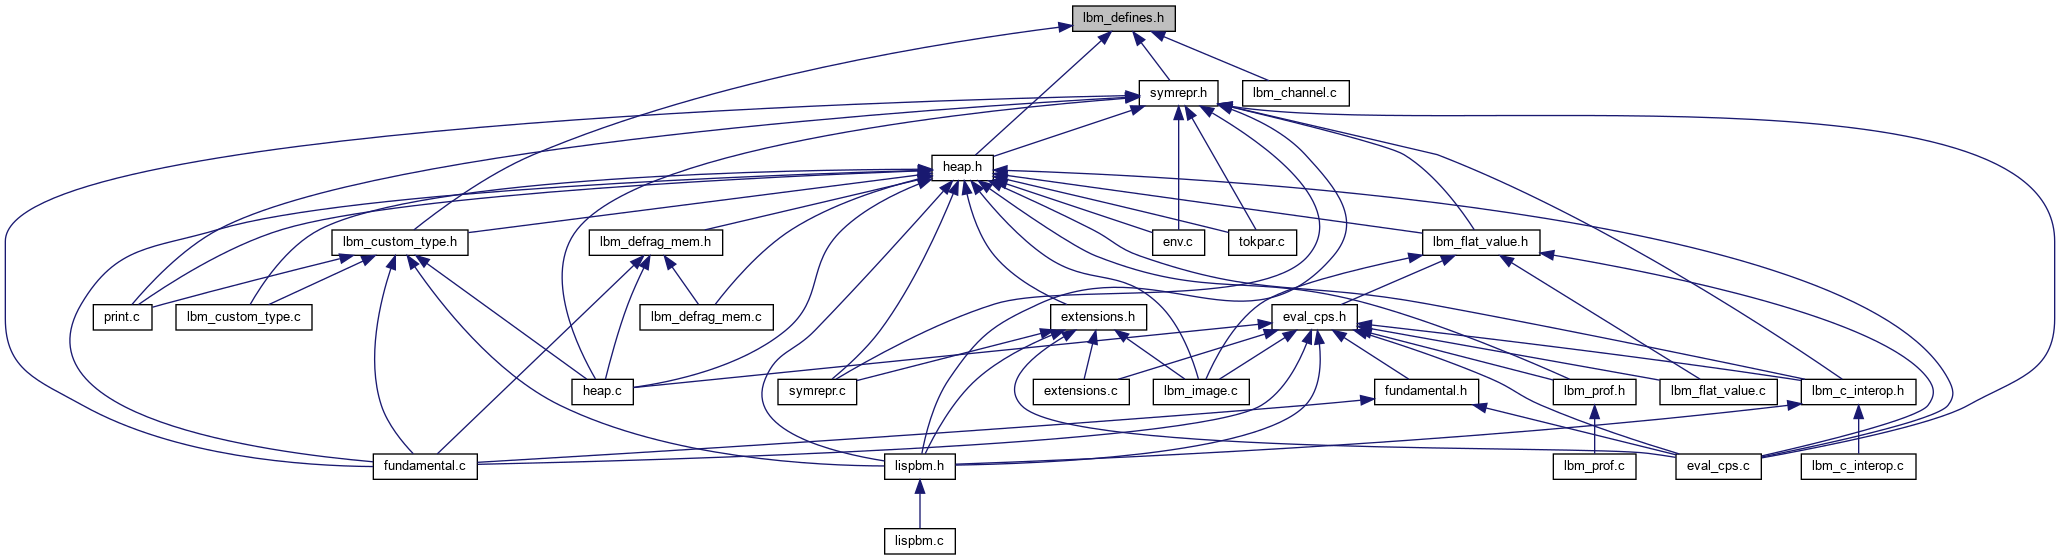 lbm_defines.h
symrepr.h
lbm_channel.c
heap.h
lbm_custom_type.h
lbm_defrag_mem.h
env.c
tokpar.c
lbm_flat_value.h
print.c
lbm_custom_type.c
lbm_defrag_mem.c
extensions.h
eval_cps.h
heap.c
symrepr.c
extensions.c
lbm_image.c
fundamental.h
lbm_prof.h
lbm_flat_value.c
lbm_c_interop.h
fundamental.c
lispbm.h
lbm_prof.c
eval_cps.c
lbm_c_interop.c
lispbm.c